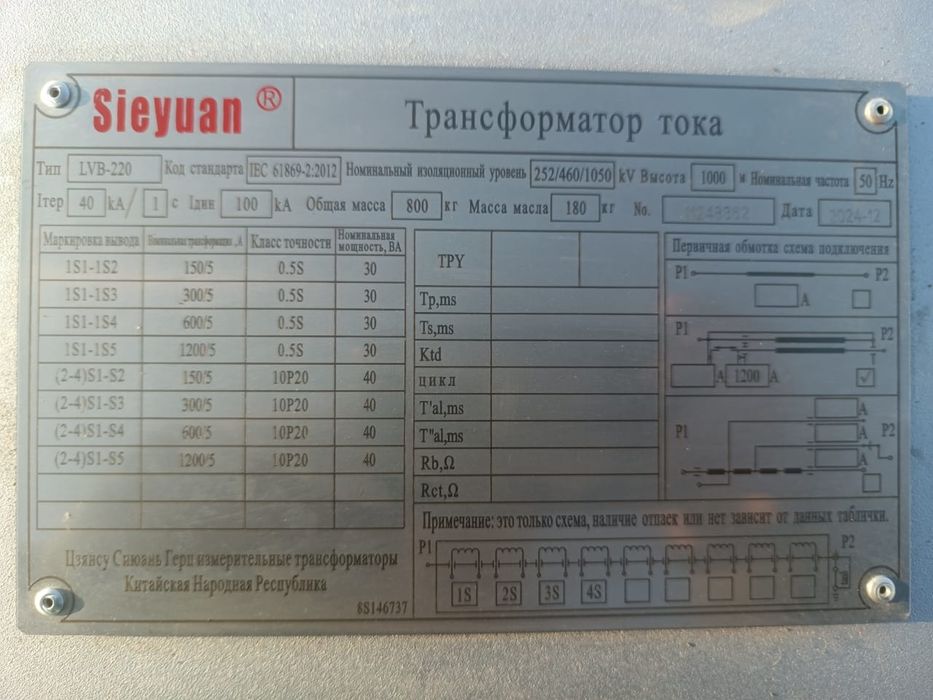 Sieyuan ® Трансформатор тока
Тип LVB-220 Код стандарта IEC 61869-2:2012 Номинальный изоляционный уровень 252/460/1050 kV Высота 1000 м Номинальная частота 50 Hz
Iтер 40 kA/ 1 с Iдин 100 kA Общая масса 800 кг Масса масла 180 кг No. Дата 2024-12
Маркировка вывода Номинальная трансформация ,А Класс точности Номинальная мощность, ВА
1S1-1S2 150/5 0.5S 30
1S1-1S3 300/5 0.5S 30
1S1-1S4 600/5 0.5S 30
1S1-1S5 1200/5 0.5S 30
(2-4)S1-S2 150/5 10P20 40
(2-4)S1-S3 300/5 10P20 40
(2-4)S1-S4 600/5 10P20 40
(2-4)S1-S5 1200/5 10P20 40
Цзянсу Сиюань Герц измерительные трансформаторы
Китайская Народная Республика
8S146737
TPY
Tp,ms
Ts,ms
Ktd
цикл
T'al,ms
T"al,ms
Rb,Ω
Rct,Ω
Первичная обмотка схема подключения
P1 P2
A
P1 P2
A 1200 A ✓
A
P1 A P2
A
Примечание: это только схема, наличие отпаек или нет зависит от данных таблички.
P1 P2
1S 2S 3S 4S